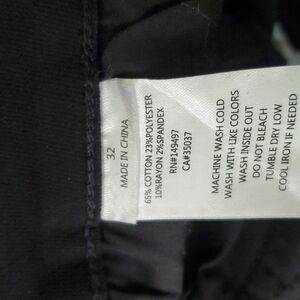 32
MADE IN CHINA
65% COTTON 23%POLYESTER
10%RAYON 2%SPANDEX
RN#149497
CA#35037
MACHINE WASH COLD
WASH WITH LIKE COLORS
WASH INSIDE OUT
DO NOT BLEACH
TUMBLE DRY LOW
COOL IRON IF NEEDED